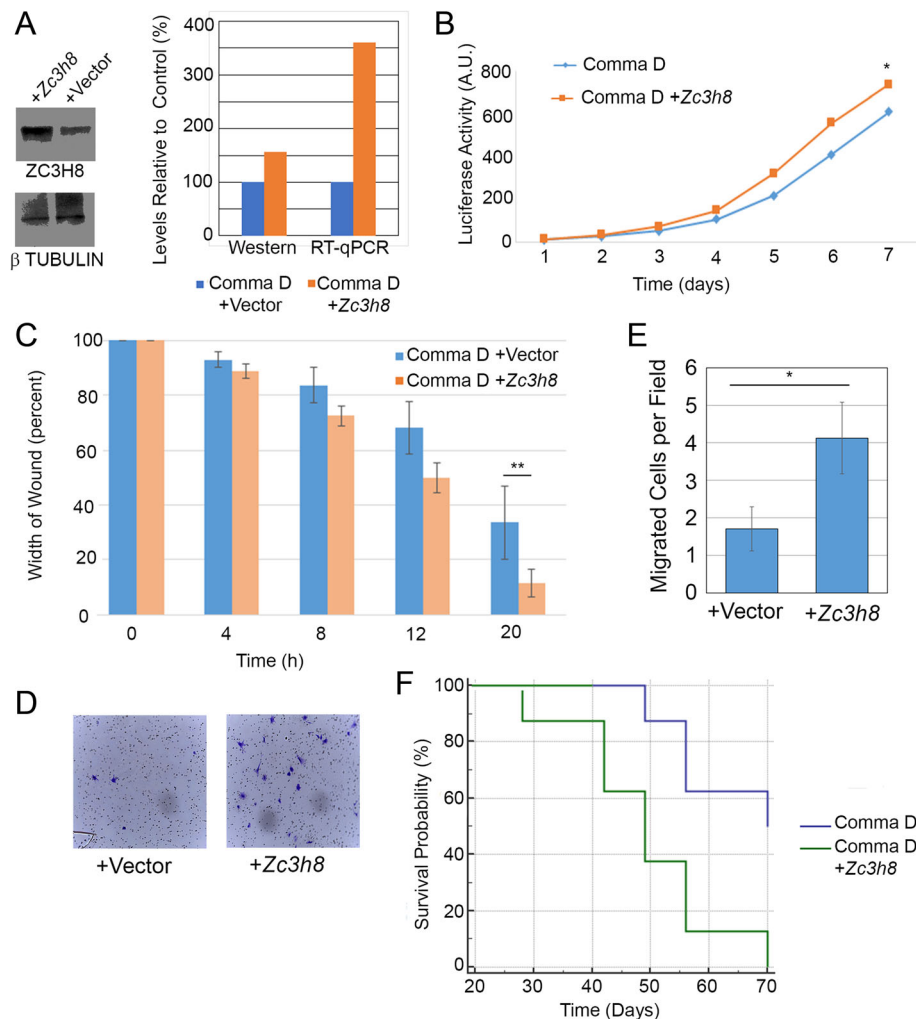 A
+Zc3h8
+Vector
ZC3H8
β TUBULIN
Levels Relative to Control (%)
400
350
300
250
200
150
100
50
0
Western RT-qPCR
Comma D
+Vector
Comma D
+Zc3h8
B
Luciferase Activity (A.U.)
800
600
400
200
0
Comma D
Comma D +Zc3h8
*
1 2 3 4 5 6 7
Time (days)
C
Width of Wound (percent)
100
80
60
40
20
0
Comma D +Vector
Comma D +Zc3h8
**
0 4 8 12 20
Time (h)
E
Migrated Cells per Field
6
5
4
3
2
1
0
*
+Vector +Zc3h8
D
+Vector +Zc3h8
F
Survival Probability (%)
100
80
60
40
20
0
20 30 40 50 60 70
Time (Days)
Comma D
Comma D
+Zc3h8